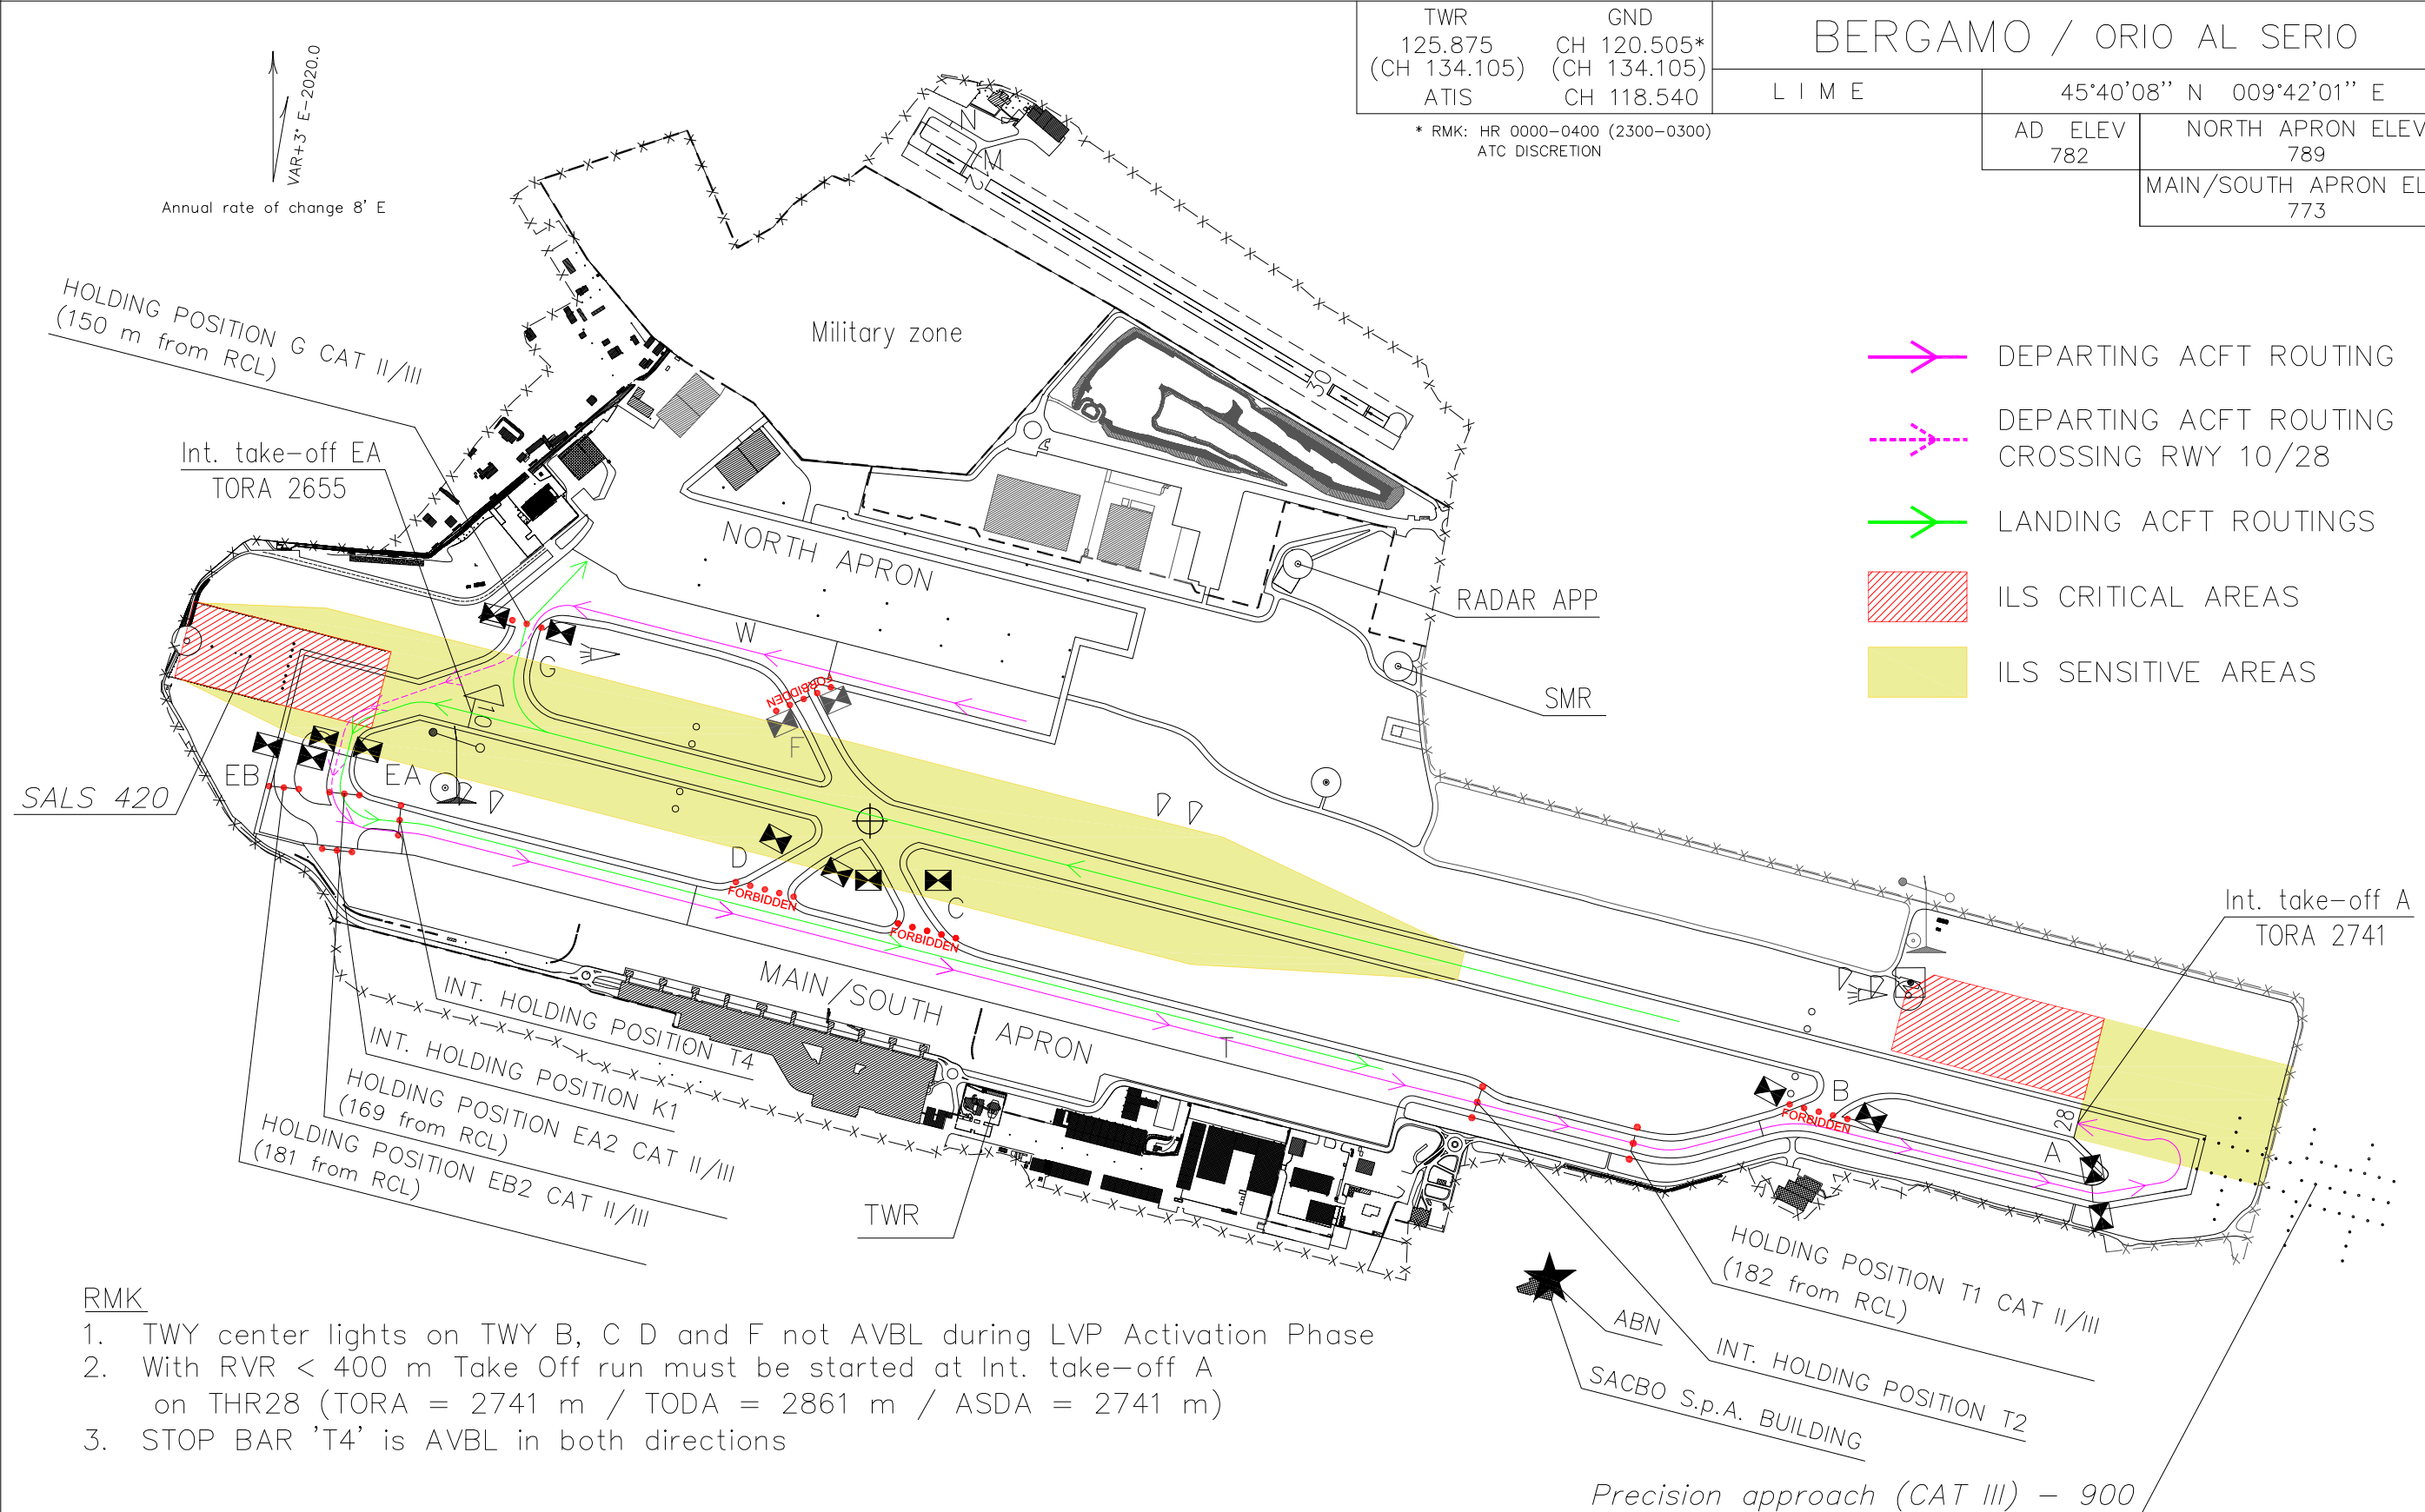 TWR
125.875
(CH 134.105)
ATIS
GND
CH 120.505*
(CH 134.105)
CH 118.540
* RMK: HR 0000-0400 (2300-0300)
ATC DISCRETION
BERGAMO / ORIO AL SERIO
LIME
45°40'08'' N 009°42'01'' E
AD ELEV
782
NORTH APRON ELEV
789
MAIN/SOUTH APRON EL
773
VAR+3° E-2020.0
Annual rate of change 8' E
HOLDING POSITION G CAT II/III
(150 m from RCL)
Int. take-off EA
TORA 2655
N
M
12
30
Military zone
DEPARTING ACFT ROUTING
DEPARTING ACFT ROUTING
CROSSING RWY 10/28
LANDING ACFT ROUTINGS
ILS CRITICAL AREAS
ILS SENSITIVE AREAS
NORTH APRON
RADAR APP
SMR
W
G
FORBIDDEN
F
10
EB
EA
SALS 420
D
FORBIDDEN
C
FORBIDDEN
Int. take-off A
TORA 2741
MAIN/SOUTH
APRON
T
B
FORBIDDEN
28
A
INT. HOLDING POSITION T4
INT. HOLDING POSITION K1
HOLDING POSITION EA2 CAT II/III
(169 from RCL)
HOLDING POSITION EB2 CAT II/III
(181 from RCL)
TWR
HOLDING POSITION T1 CAT II/III
(182 from RCL)
ABN
INT. HOLDING POSITION T2
SACBO S.p.A. BUILDING
Precision approach (CAT III) - 900
RMK
1. TWY center lights on TWY B, C D and F not AVBL during LVP Activation Phase
2. With RVR < 400 m Take Off run must be started at Int. take-off A
on THR28 (TORA = 2741 m / TODA = 2861 m / ASDA = 2741 m)
3. STOP BAR 'T4' is AVBL in both directions